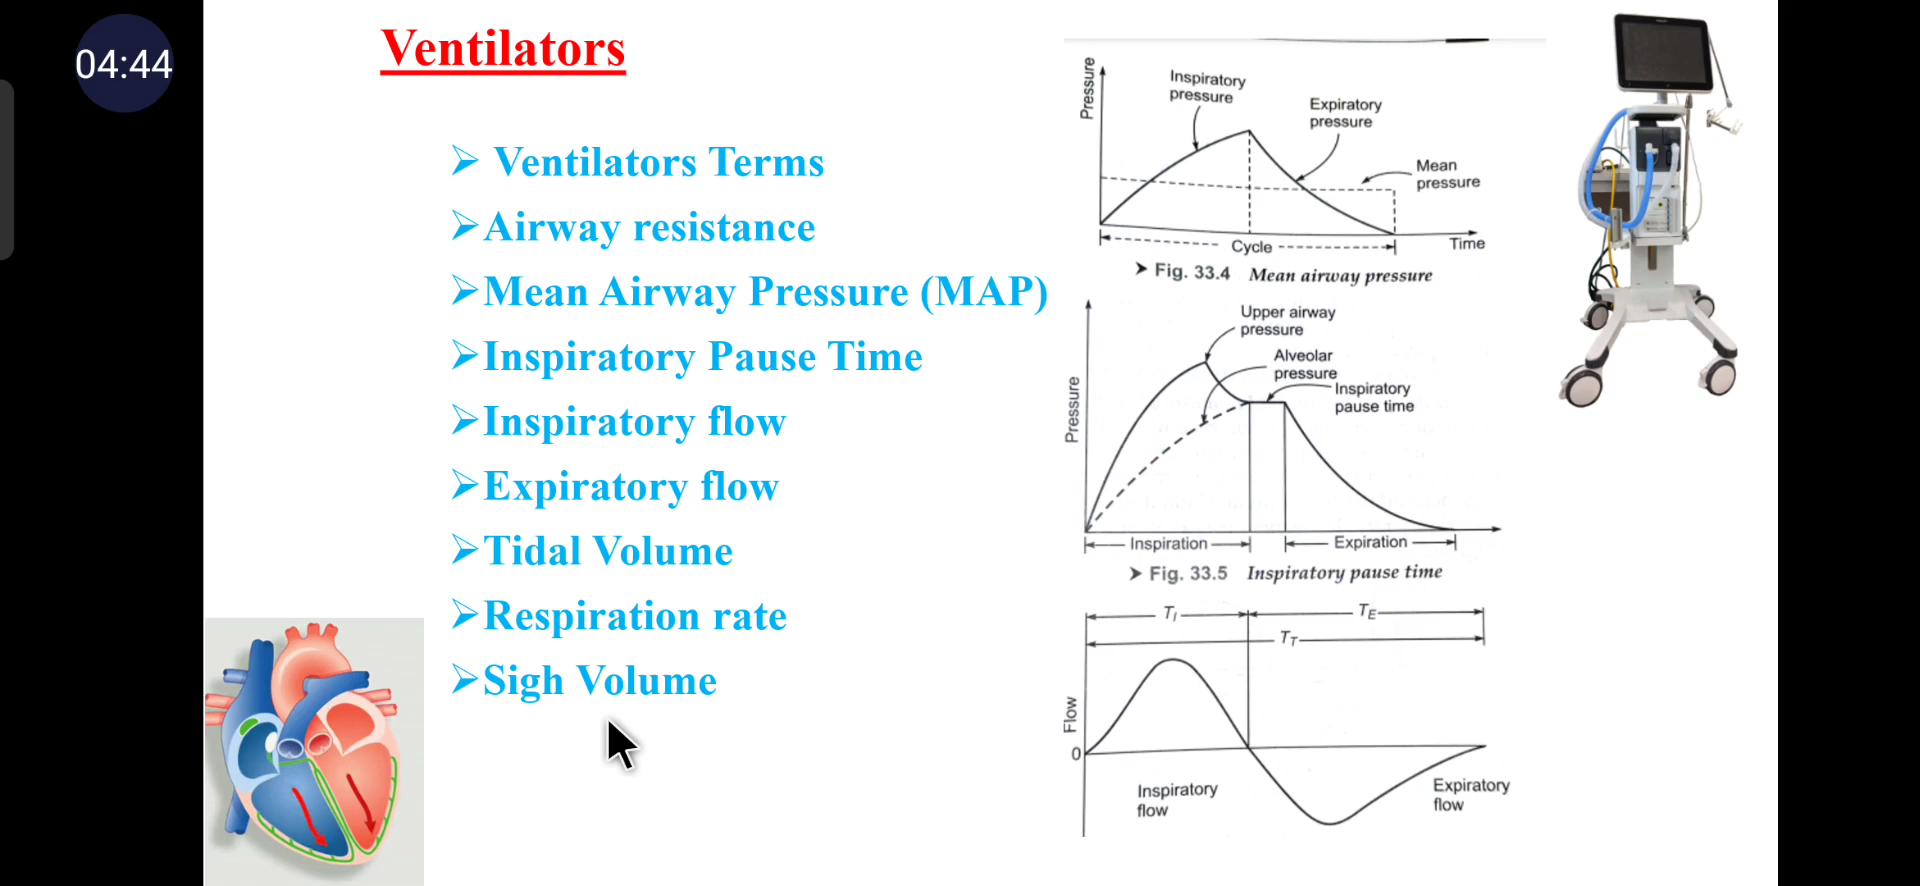 04:44
Ventilators
➢ Ventilators Terms
➢Airway resistance
➢Mean Airway Pressure (MAP)
➢Inspiratory Pause Time
➢Inspiratory flow
➢Expiratory flow
➢Tidal Volume
➢Respiration rate
➢Sigh Volume
Pressure
Inspiratory
pressure
Expiratory
pressure
Mean
pressure
Cycle
Time
➤ Fig. 33.4 Mean airway pressure
Pressure
Upper airway
pressure
Alveolar
pressure
Inspiratory
pause time
Inspiration
Expiration
➤ Fig. 33.5 Inspiratory pause time
TI
TE
TT
Flow
0
Inspiratory
flow
Expiratory
flow